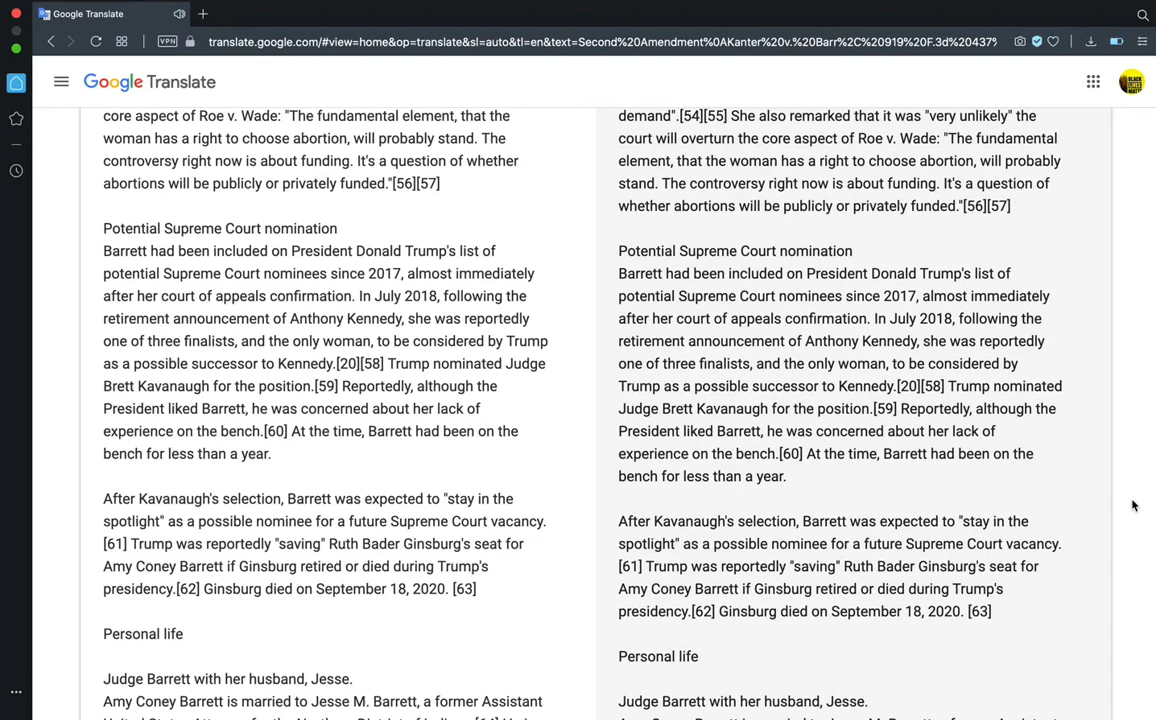 Google Translate
VPN
translate.google.com/#view=home&op=translate&sl=auto&tl=en&text=Second%20Amendment%0AKanter%20v.%20Barr%2C%20919%20F.3d%20437%
Google Translate
BLACK
LIVES
MATTER
core aspect of Roe v. Wade: "The fundamental element, that the
woman has a right to choose abortion, will probably stand. The
controversy right now is about funding. It's a question of whether
abortions will be publicly or privately funded."[56][57]
Potential Supreme Court nomination
Barrett had been included on President Donald Trump's list of
potential Supreme Court nominees since 2017, almost immediately
after her court of appeals confirmation. In July 2018, following the
retirement announcement of Anthony Kennedy, she was reportedly
one of three finalists, and the only woman, to be considered by Trump
as a possible successor to Kennedy.[20][58] Trump nominated Judge
Brett Kavanaugh for the position.[59] Reportedly, although the
President liked Barrett, he was concerned about her lack of
experience on the bench.[60] At the time, Barrett had been on the
bench for less than a year.
After Kavanaugh's selection, Barrett was expected to "stay in the
spotlight" as a possible nominee for a future Supreme Court vacancy.
[61] Trump was reportedly "saving" Ruth Bader Ginsburg's seat for
Amy Coney Barrett if Ginsburg retired or died during Trump's
presidency.[62] Ginsburg died on September 18, 2020. [63]
Personal life
Judge Barrett with her husband, Jesse.
Amy Coney Barrett is married to Jesse M. Barrett, a former Assistant
demand".[54][55] She also remarked that it was "very unlikely" the
court will overturn the core aspect of Roe v. Wade: "The fundamental
element, that the woman has a right to choose abortion, will probably
stand. The controversy right now is about funding. It's a question of
whether abortions will be publicly or privately funded."[56][57]
Potential Supreme Court nomination
Barrett had been included on President Donald Trump's list of
potential Supreme Court nominees since 2017, almost immediately
after her court of appeals confirmation. In July 2018, following the
retirement announcement of Anthony Kennedy, she was reportedly
one of three finalists, and the only woman, to be considered by
Trump as a possible successor to Kennedy.[20][58] Trump nominated
Judge Brett Kavanaugh for the position.[59] Reportedly, although the
President liked Barrett, he was concerned about her lack of
experience on the bench.[60] At the time, Barrett had been on the
bench for less than a year.
After Kavanaugh's selection, Barrett was expected to "stay in the
spotlight" as a possible nominee for a future Supreme Court vacancy.
[61] Trump was reportedly "saving" Ruth Bader Ginsburg's seat for
Amy Coney Barrett if Ginsburg retired or died during Trump's
presidency.[62] Ginsburg died on September 18, 2020. [63]
Personal life
Judge Barrett with her husband, Jesse.